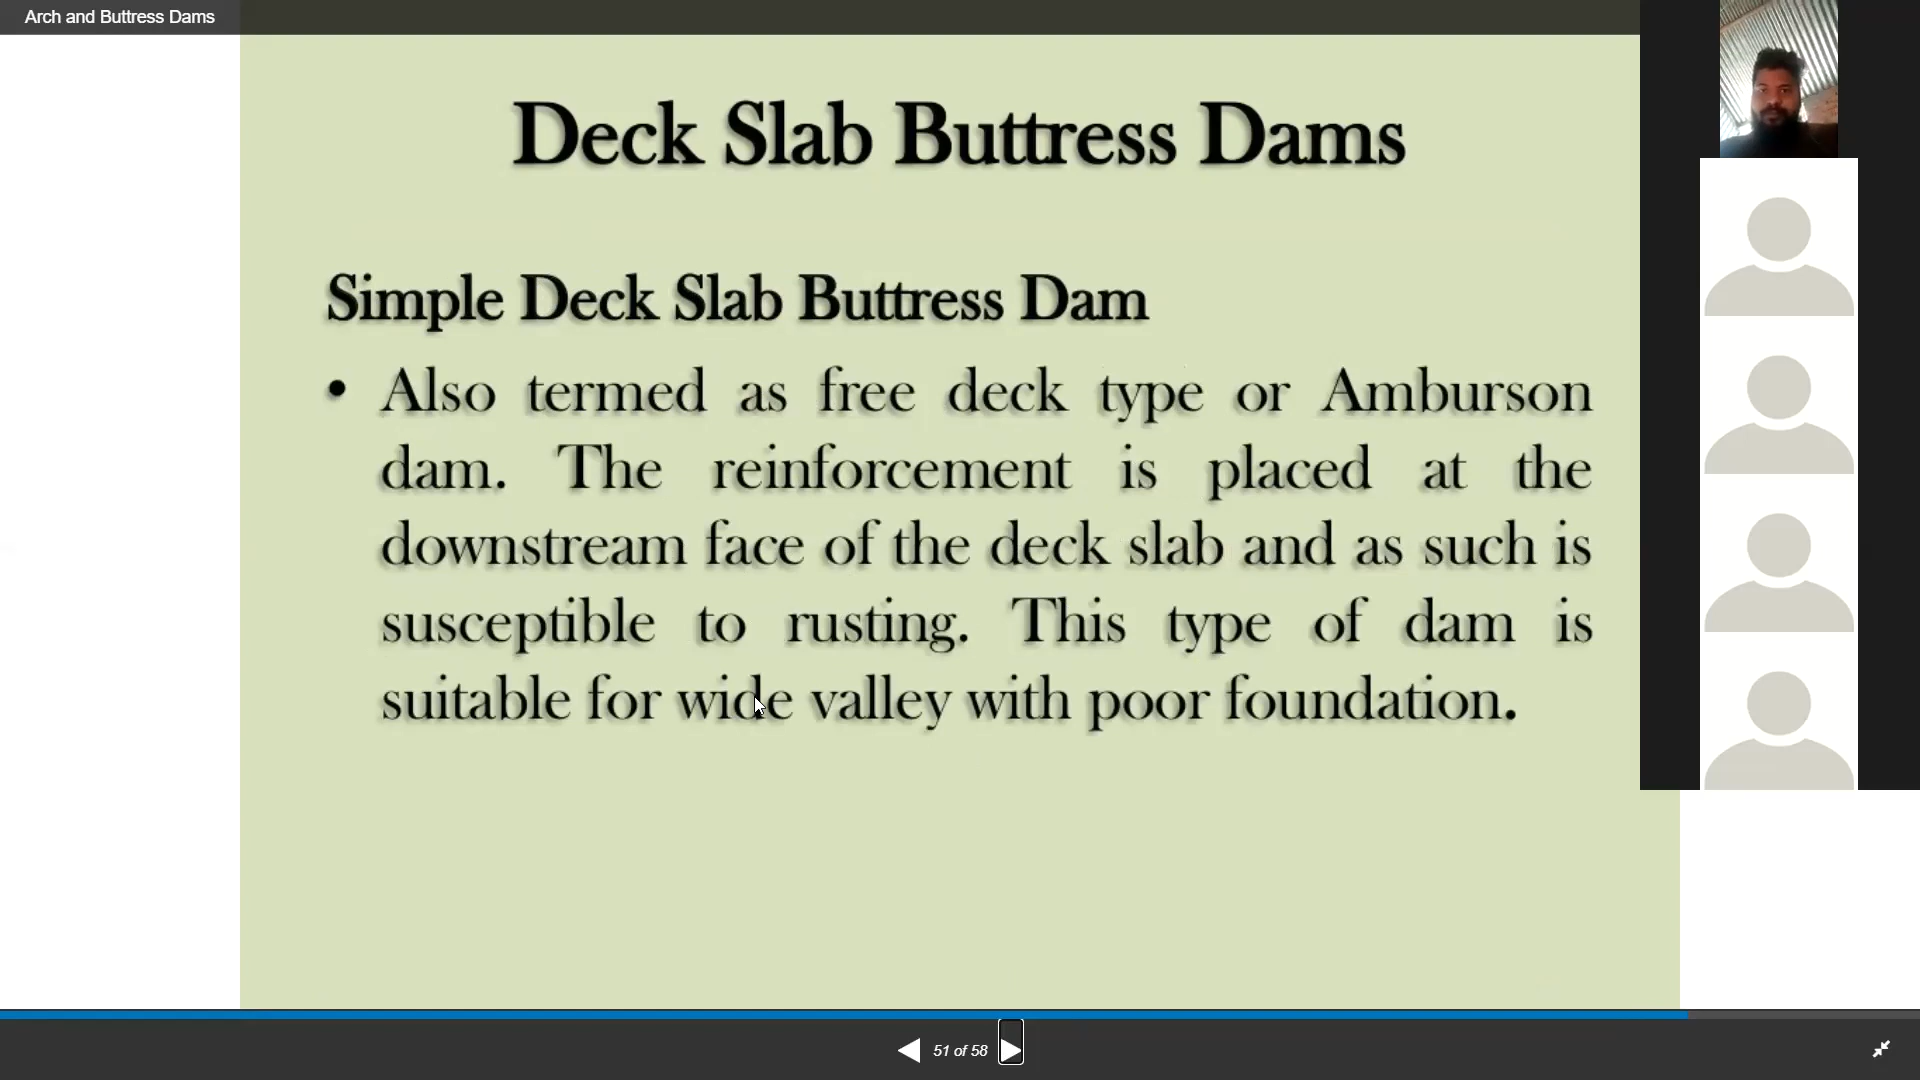 Arch and Buttress Dams
Deck Slab Buttress Dams
Simple Deck Slab Buttress Dam
• Also termed as free deck type or Amburson
dam. The reinforcement is placed at the
downstream face of the deck slab and as such is
susceptible to rusting. This type of dam is
suitable for wide valley with poor foundation.
51 of 58